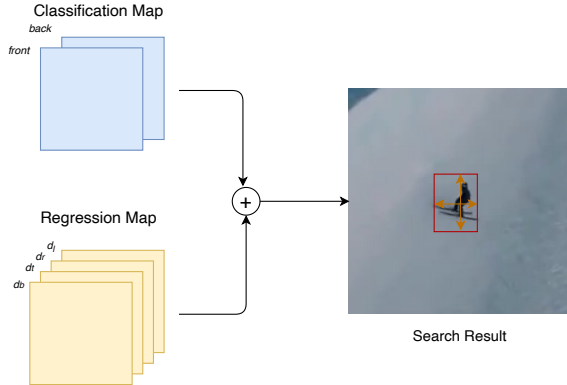 Classification Map
back
front
+
Regression Map
dl
dr
dt
db
Search Result